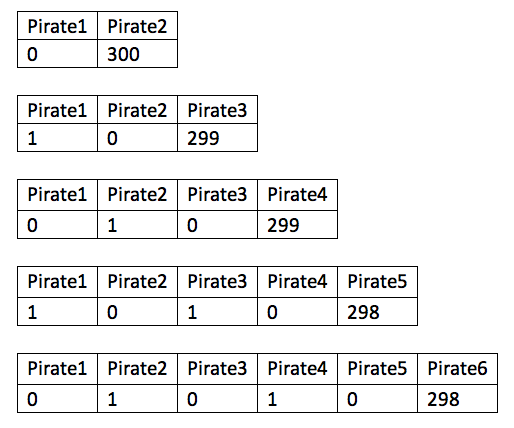 Pirate1 Pirate2
0 300
Pirate1 Pirate2 Pirate3
1 0 299
Pirate1 Pirate2 Pirate3 Pirate4
0 1 0 299
Pirate1 Pirate2 Pirate3 Pirate4 Pirate5
1 0 1 0 298
Pirate1 Pirate2 Pirate3 Pirate4 Pirate5 Pirate6
0 1 0 1 0 298